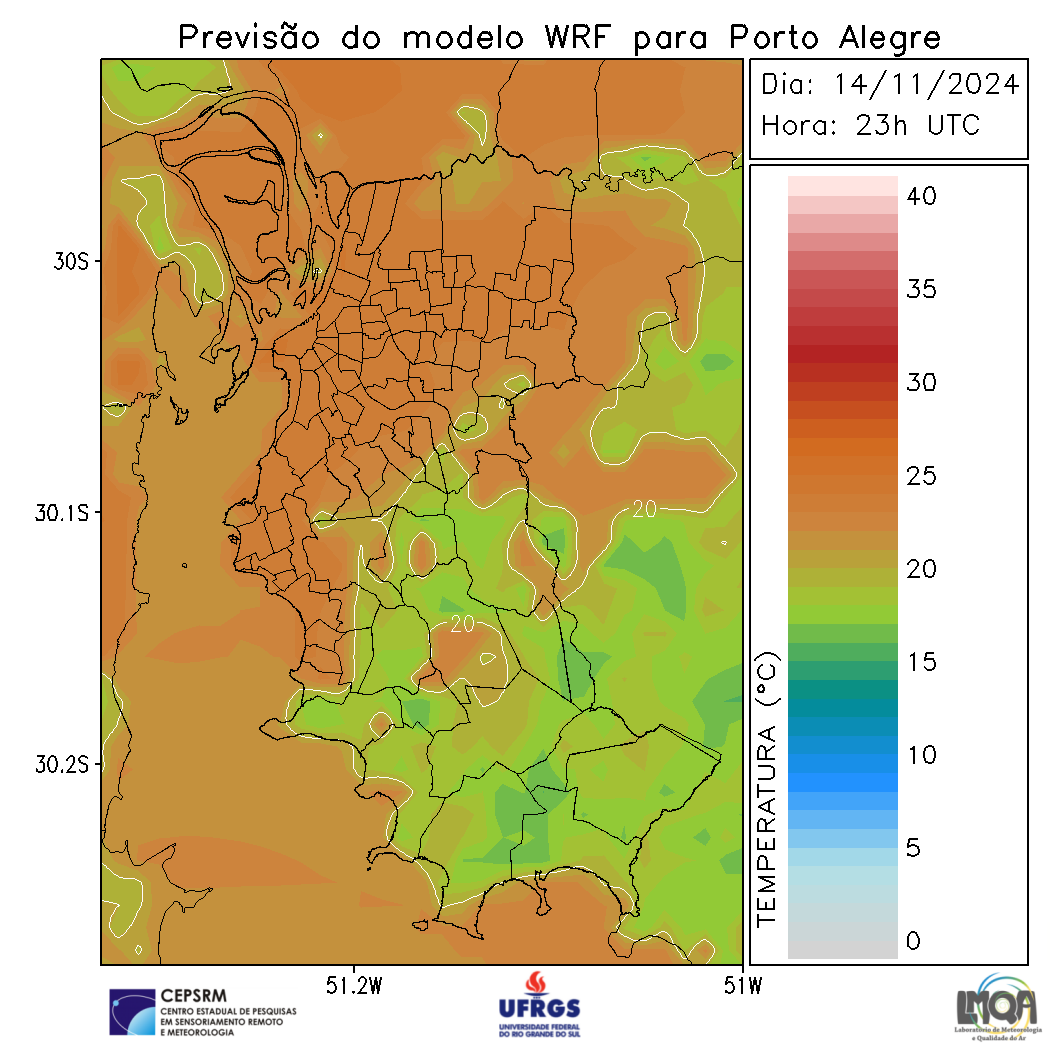 Previsão do modelo WRF para Porto Alegre
Dia: 14/11/2024
Hora: 23h UTC
40
35
30
25
20
15
10
5
0
TEMPERATURA (°C)
30S
30.1S
30.2S
20
20
51.2W
51W
CEPSRM
CENTRO ESTADUAL DE PESQUISAS
EM SENSORIAMENTO REMOTO
E METEOROLOGIA
UFRGS
UNIVERSIDADE FEDERAL
DO RIO GRANDE DO SUL
LMQA
Laboratório de Meteorologia
e Qualidade do Ar